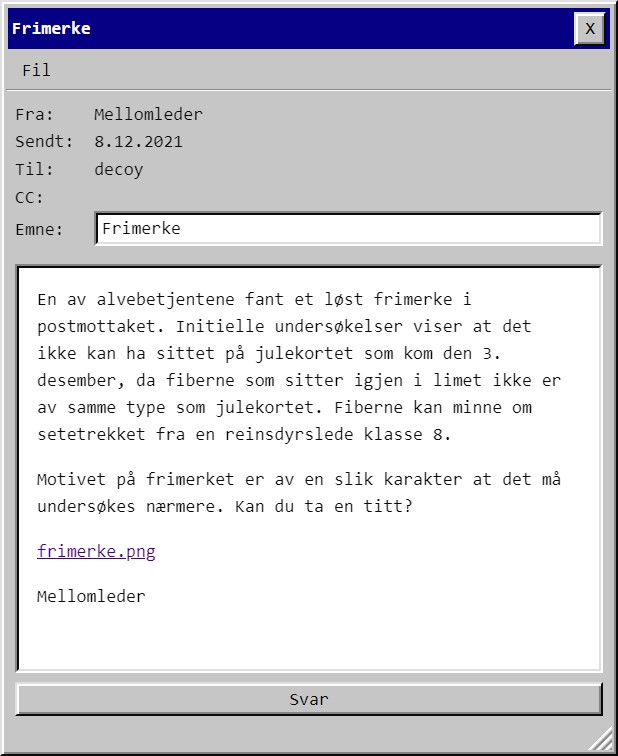 Frimerke X
Fil
Fra: Mellomleder
Sendt: 8.12.2021
Til: decoy
CC:
Emne: Frimerke
En av alvebetjentene fant et løst frimerke i
postmottaket. Initielle undersøkelser viser at det
ikke kan ha sittet på julekortet som kom den 3.
desember, da fiberne som sitter igjen i limet ikke er
av samme type som julekortet. Fiberne kan minne om
setetrekket fra en reinsdyrslede klasse 8.
Motivet på frimerket er av en slik karakter at det må
undersøkes nærmere. Kan du ta en titt?
frimerke.png
Mellomleder
Svar